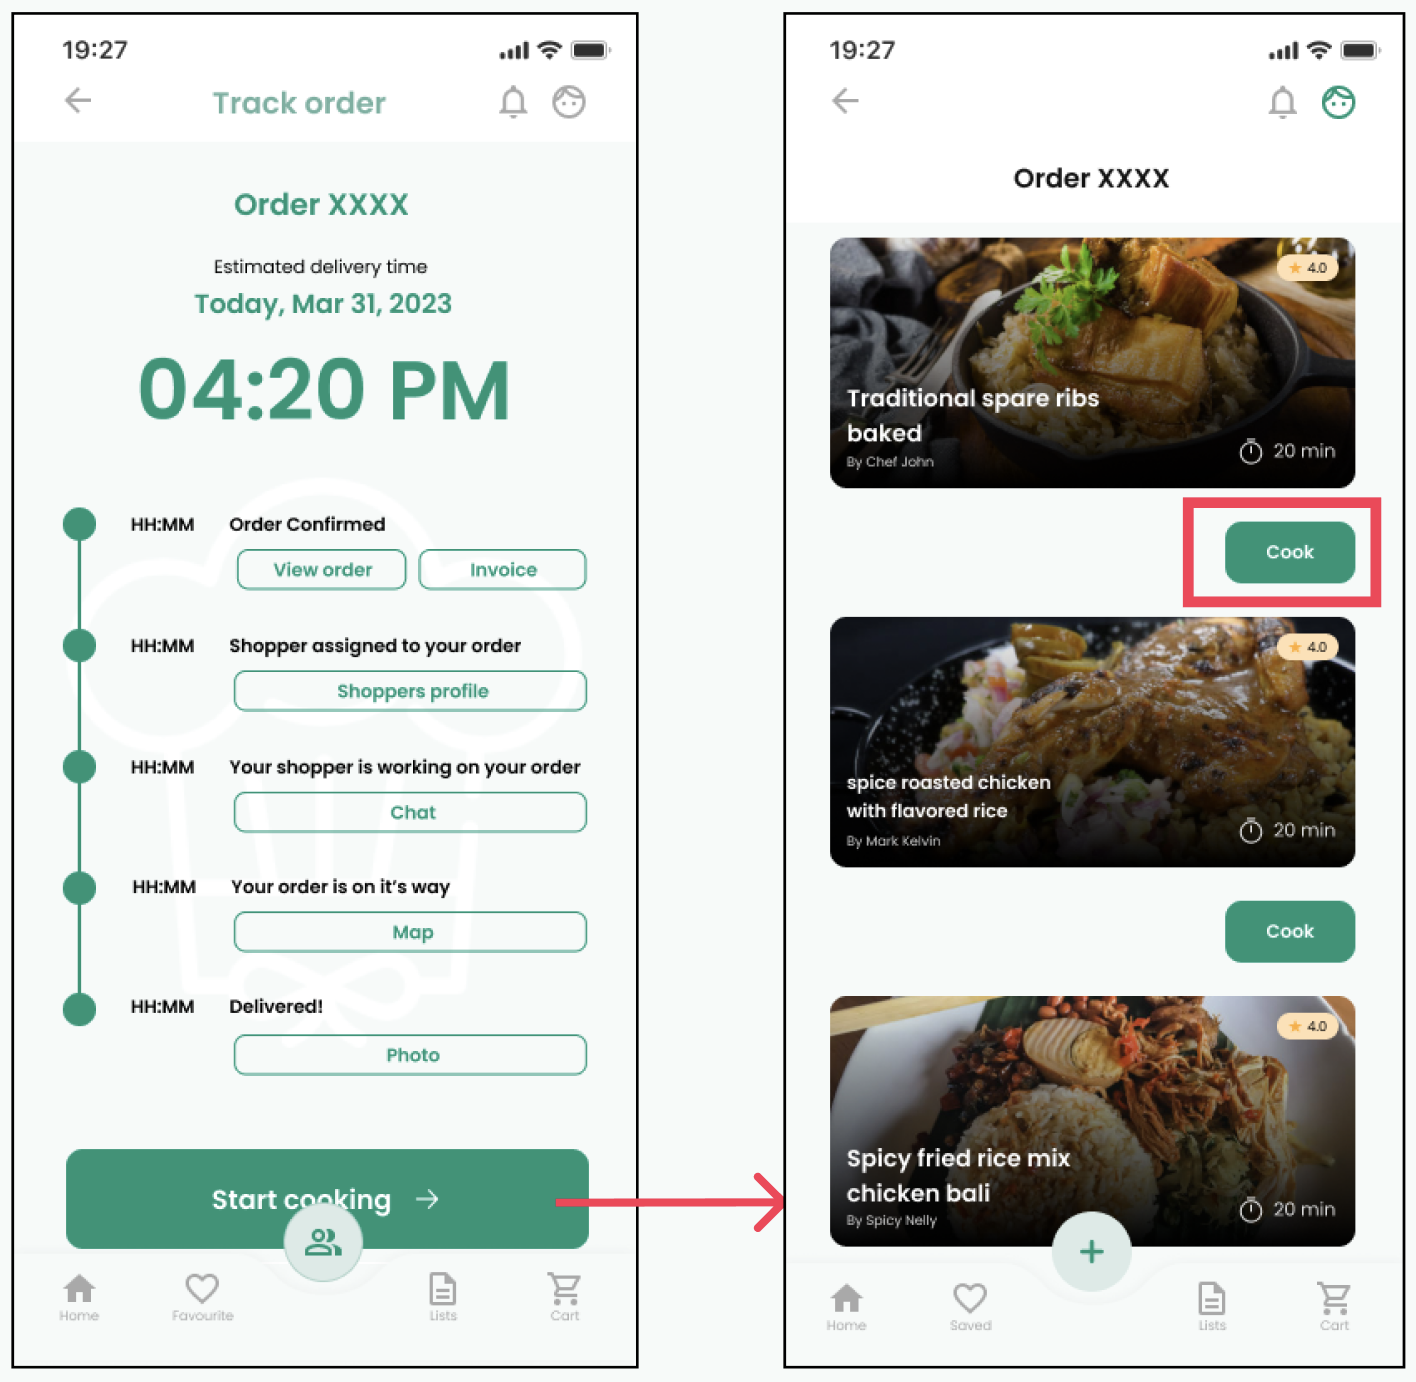 19:27
Track order
Order XXXX
Estimated delivery time
Today, Mar 31, 2023
04:20 PM
HH:MM Order Confirmed
View order Invoice
HH:MM Shopper assigned to your order
Shoppers profile
HH:MM Your shopper is working on your order
Chat
HH:MM Your order is on it’s way
Map
HH:MM Delivered!
Photo
Start cooking
Home Favourite Lists Cart
19:27
Order XXXX
4.0
Traditional spare ribs
baked
By Chef John
20 min
Cook
4.0
spice roasted chicken
with flavored rice
By Mark Kelvin
20 min
Cook
4.0
Spicy fried rice mix
chicken bali
By Spicy Nelly
20 min
Home Saved Lists Cart